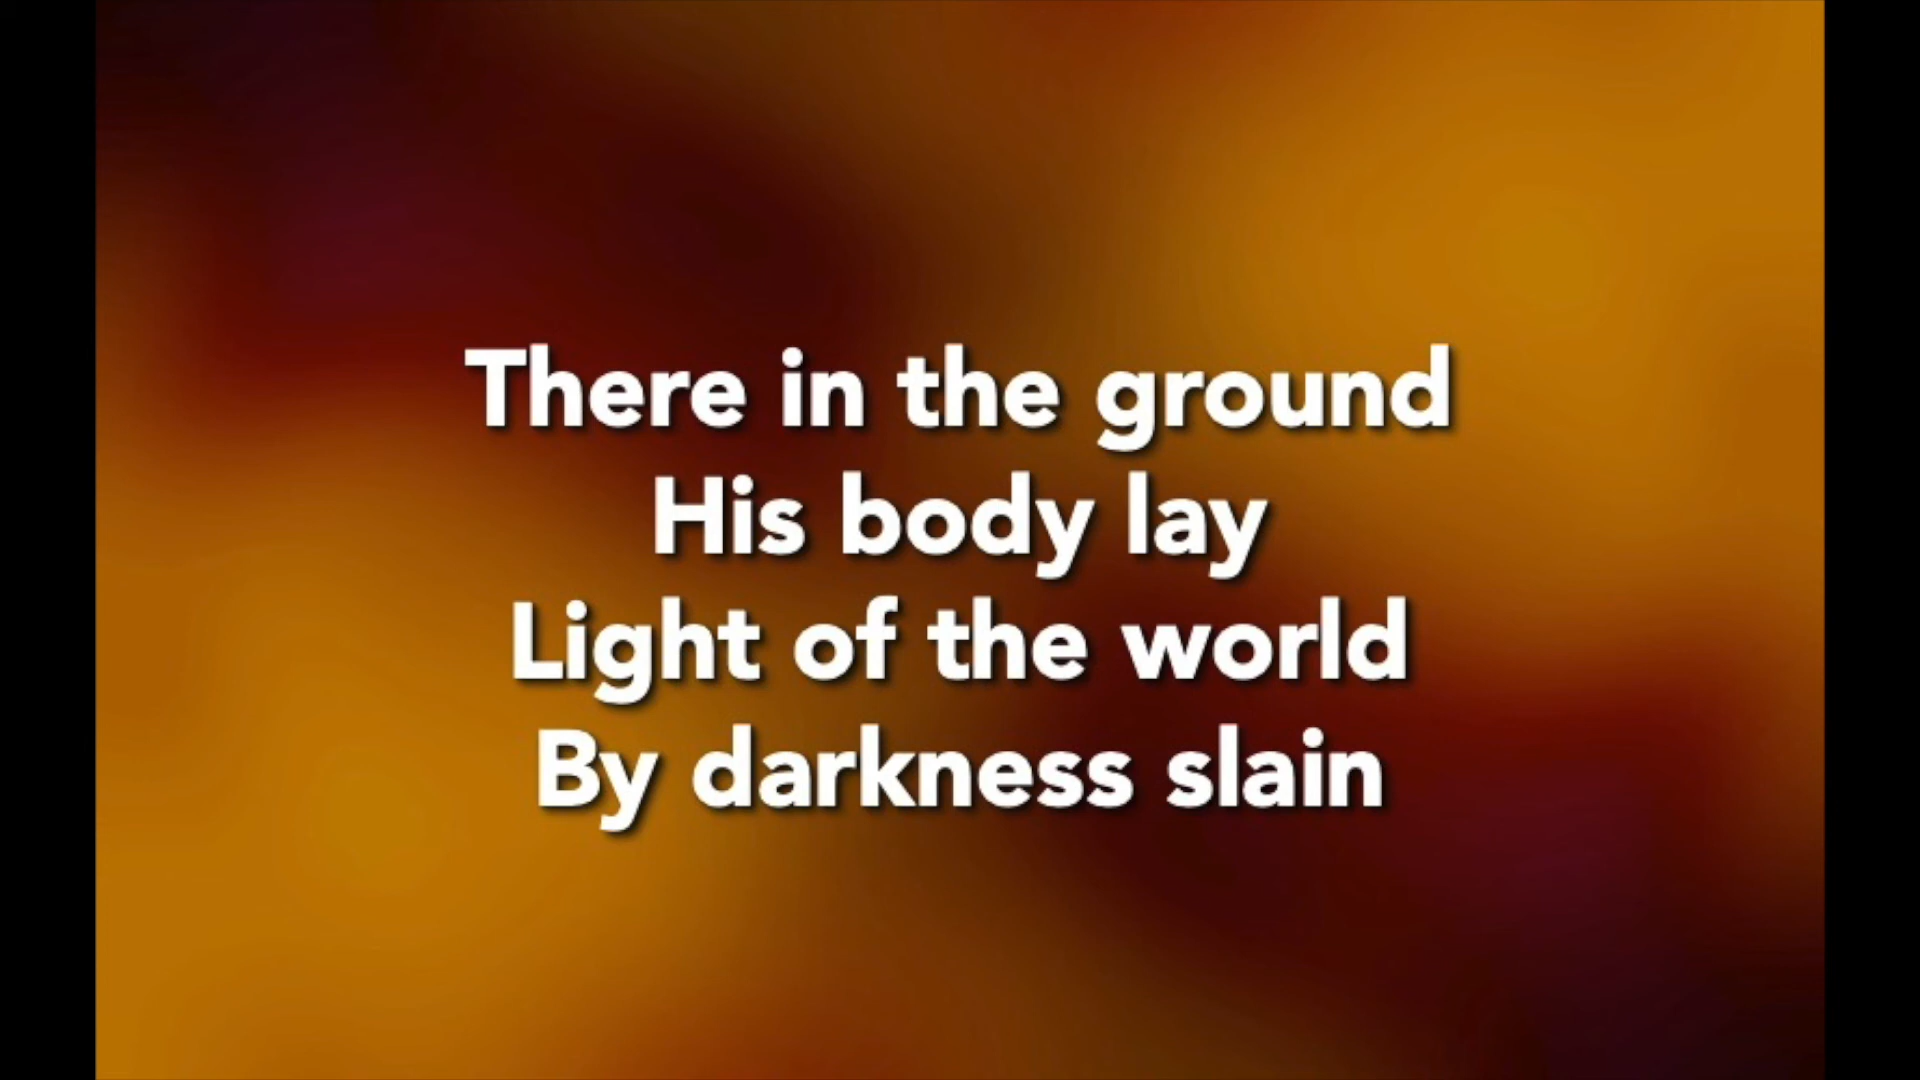 There in the ground
His body lay
Light of the world
By darkness slain